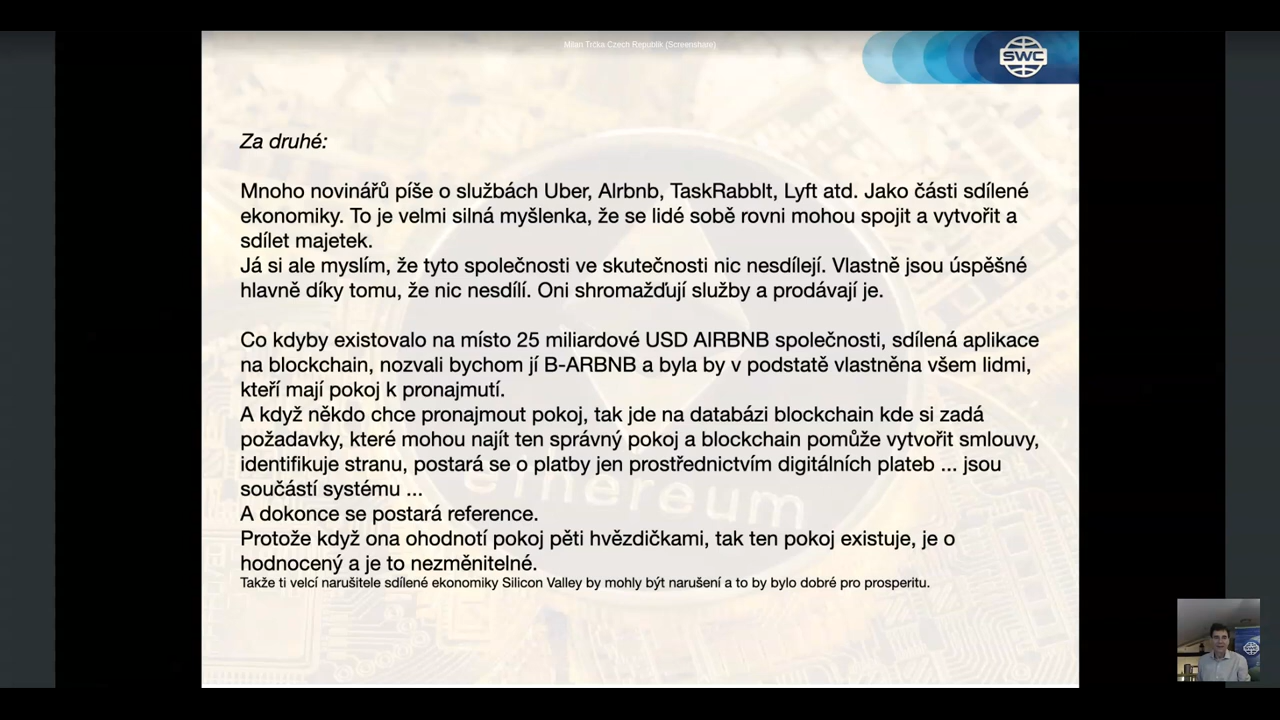 Milan Trčka Czech Republik (Screenshare)
SWC
Za druhé:
Mnoho novinářů píše o službách Uber, AIrbnb, TaskRabbIt, Lyft atd. Jako části sdílené
ekonomiky. To je velmi silná myšlenka, že se lidé sobě rovni mohou spojit a vytvořit a
sdílet majetek.
Já si ale myslím, že tyto společnosti ve skutečnosti nic nesdílejí. Vlastně jsou úspěšné
hlavně díky tomu, že nic nesdílí. Oni shromažďují služby a prodávají je.
Co kdyby existovalo na místo 25 miliardové USD AIRBNB společnosti, sdílená aplikace
na blockchain, nozvali bychom jí B-ARBNB a byla by v podstatě vlastněna všem lidmi,
kteří mají pokoj k pronajmutí.
A když někdo chce pronajmout pokoj, tak jde na databázi blockchain kde si zadá
požadavky, které mohou najít ten správný pokoj a blockchain pomůže vytvořit smlouvy,
identifikuje stranu, postará se o platby jen prostřednictvím digitálních plateb ... jsou
součástí systému ...
A dokonce se postará reference.
Protože když ona ohodnotí pokoj pěti hvězdičkami, tak ten pokoj existuje, je o
hodnocený a je to nezměnitelné.
Takže ti velcí narušitele sdílené ekonomiky Silicon Valley by mohly být narušení a to by bylo dobré pro prosperitu.
ethereum